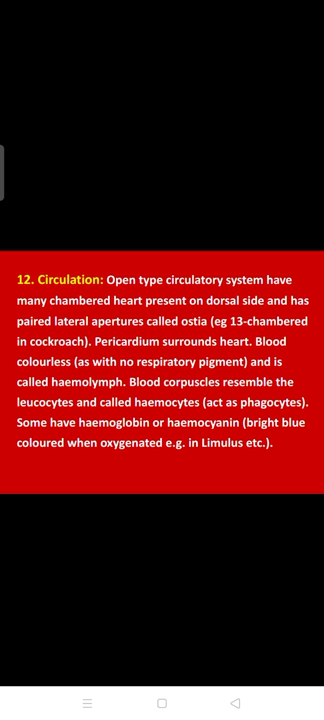 12. Circulation: Open type circulatory system have
many chambered heart present on dorsal side and has
paired lateral apertures called ostia (eg 13-chambered
in cockroach). Pericardium surrounds heart. Blood
colourless (as with no respiratory pigment) and is
called haemolymph. Blood corpuscles resemble the
leucocytes and called haemocytes (act as phagocytes).
Some have haemoglobin or haemocyanin (bright blue
coloured when oxygenated e.g. in Limulus etc.).